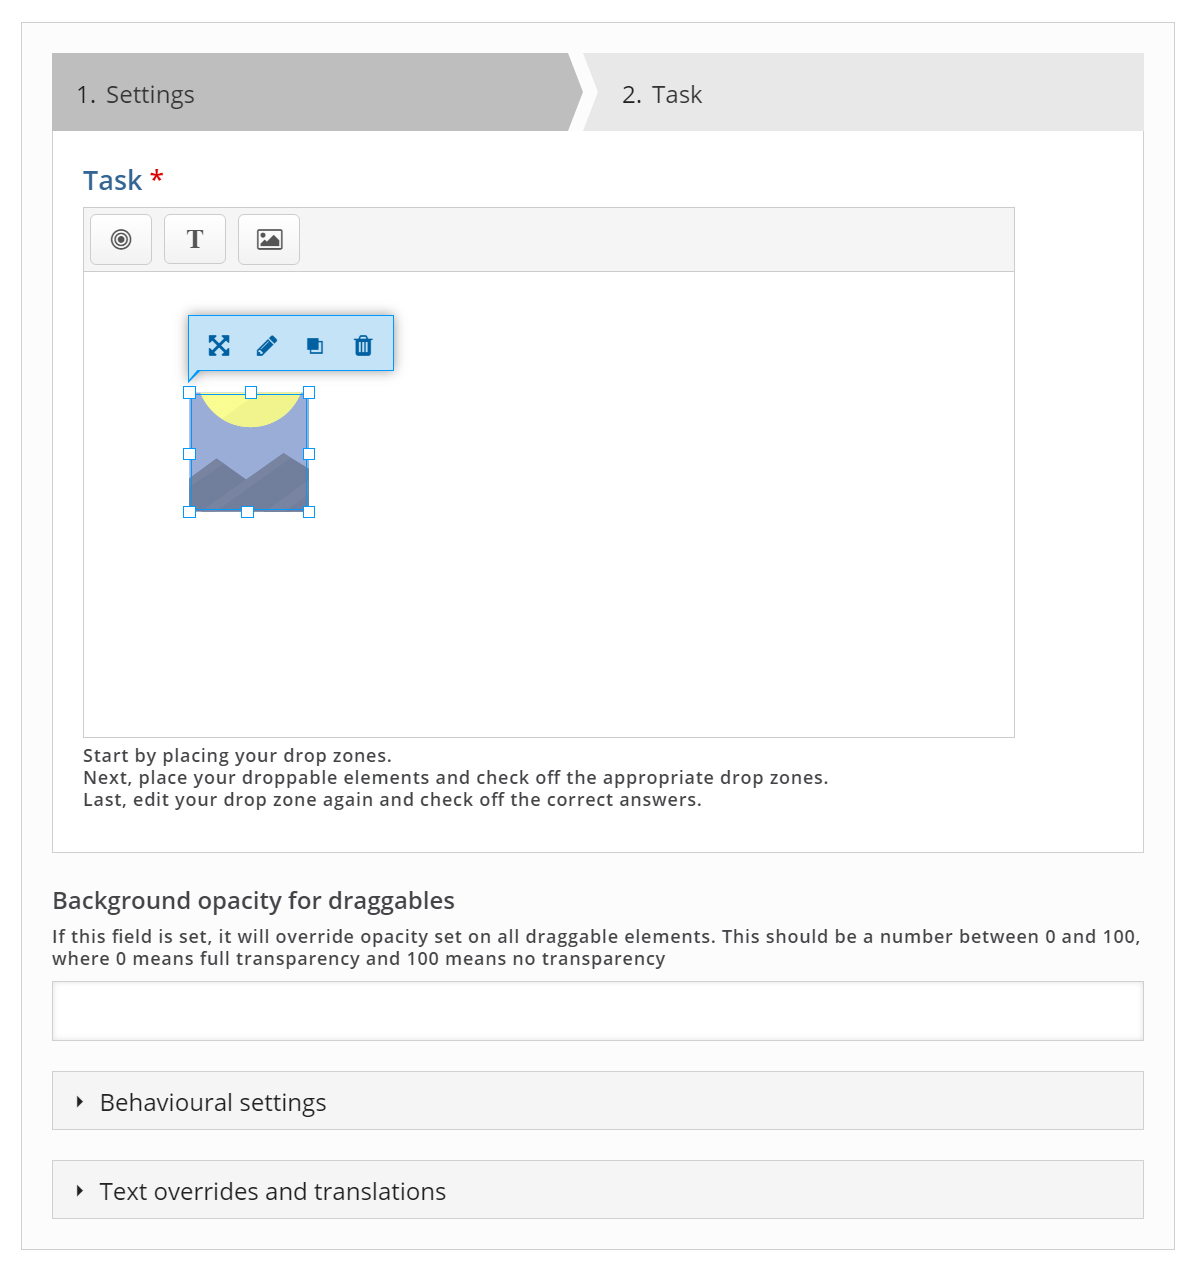 1. Settings
2. Task
Task *
T
Start by placing your drop zones.
Next, place your droppable elements and check off the appropriate drop zones.
Last, edit your drop zone again and check off the correct answers.
Background opacity for draggables
If this field is set, it will override opacity set on all draggable elements. This should be a number between 0 and 100,
where 0 means full transparency and 100 means no transparency
Behavioural settings
Text overrides and translations